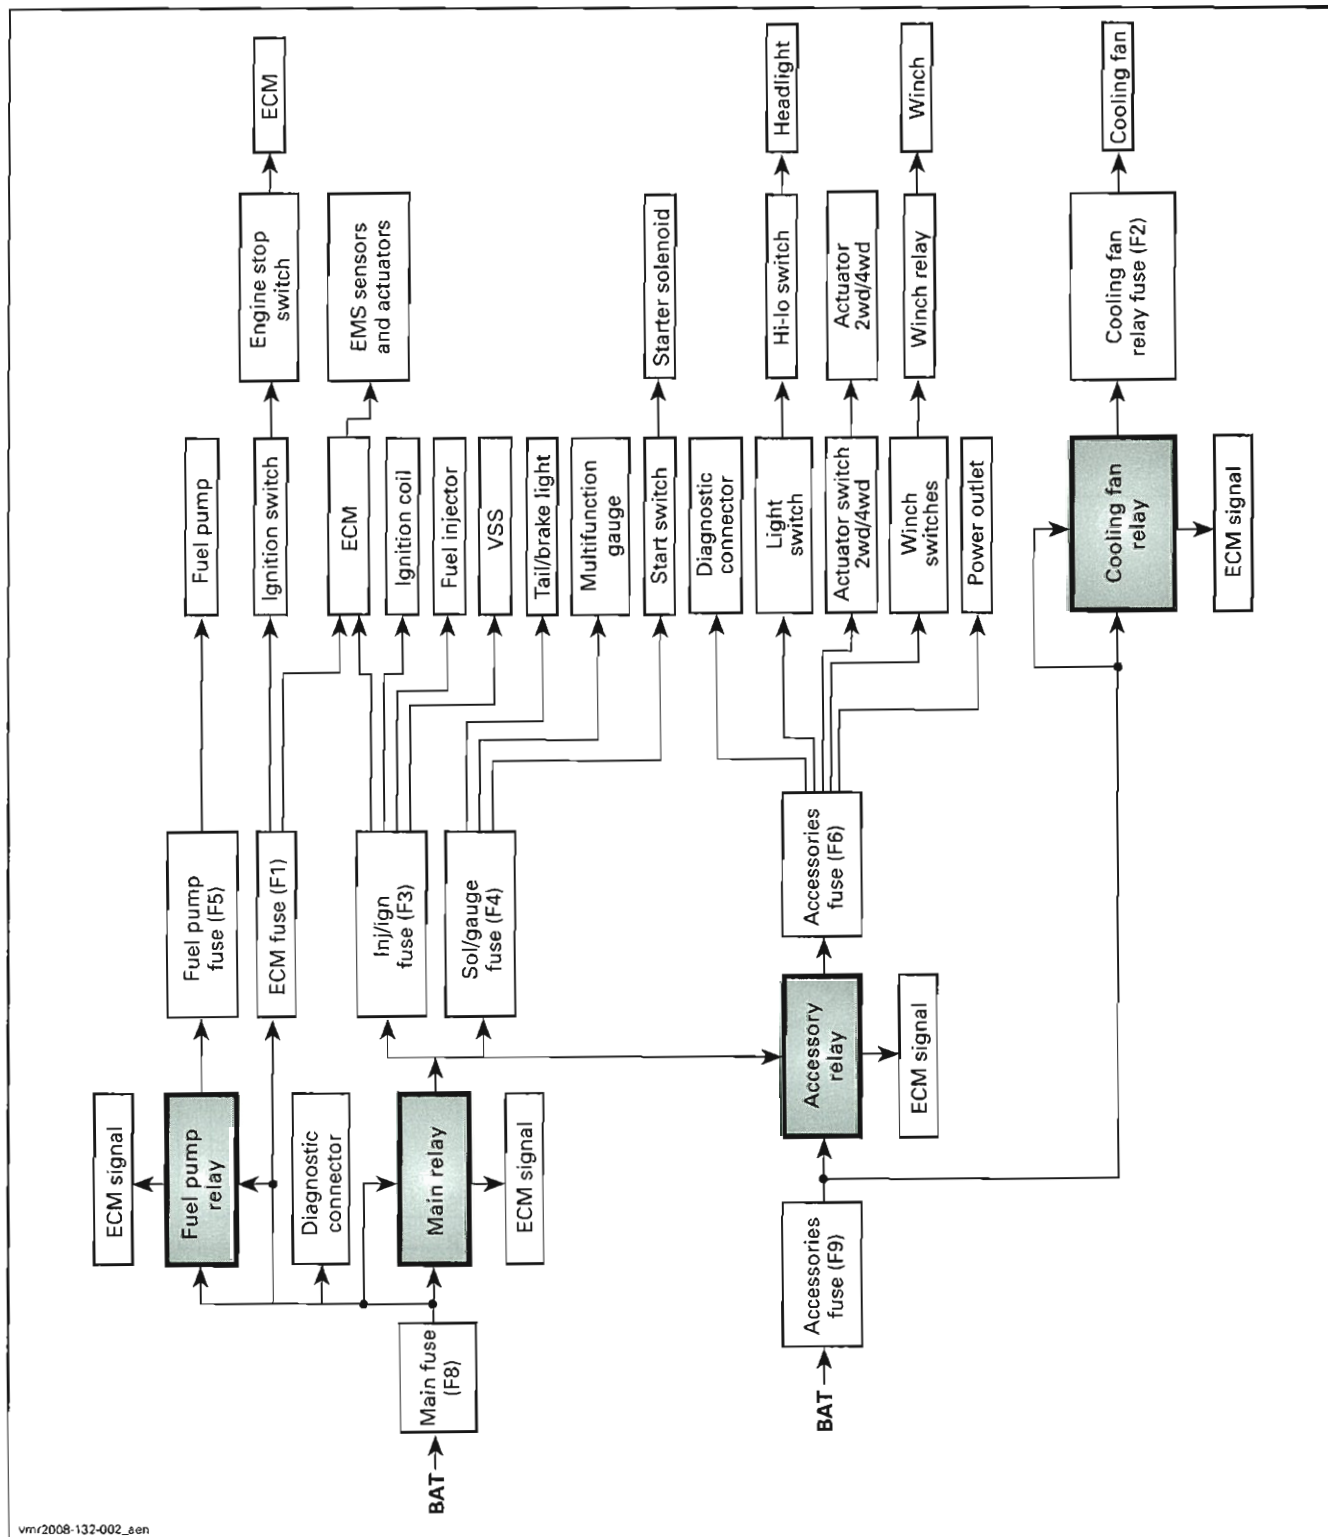 BAT
Main fuse
(F8)
ECM signal
Fuel pump
relay
Diagnostic
connector
Main relay
ECM signal
Fuel pump
fuse (F5)
ECM fuse (F1)
Inj/ign
fuse (F3)
Sol/gauge
fuse (F4)
Fuel pump
Ignition switch
ECM
Ignition coil
Fuel injector
VSS
Tail/brake light
Multifunction
gauge
Start switch
Engine stop
switch
EMS sensors
and actuators
Starter solenoid
ECM
BAT
Accessories
fuse (F9)
Accessory
relay
ECM signal
Accessories
fuse (F6)
Diagnostic
connector
Light
switch
Actuator switch
2wd/4wd
Winch
switches
Power outlet
Cooling fan
relay
ECM signal
Hi-lo switch
Actuator
2wd/4wd
Winch relay
Cooling fan
relay fuse (F2)
Headlight
Winch
Cooling fan
vmr2008-132-002_aen